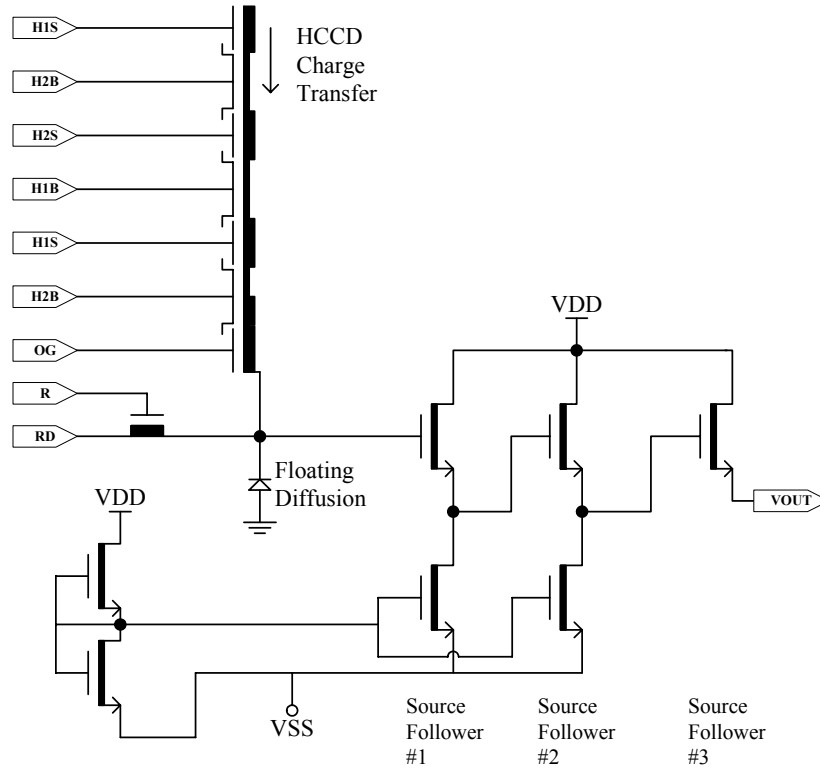 H1S
HCCD
Charge
Transfer
H2B
H2S
H1B
H1S
H2B
OG
R
RD
VDD
Floating
Diffusion
VOUT
VDD
VSS
Source
Follower
#1
Source
Follower
#2
Source
Follower
#3